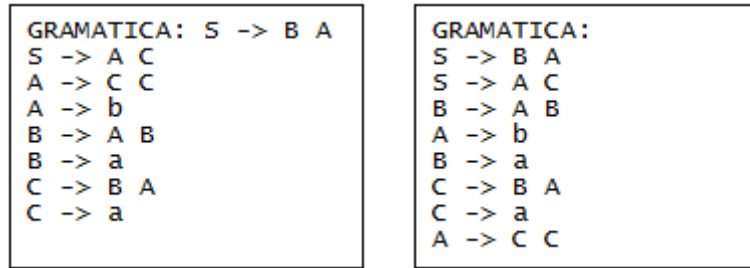 GRAMATICA: S -> B A
S -> A C
A -> C C
A -> b
B -> A B
B -> a
C -> B A
C -> a
GRAMATICA:
S -> B A
S -> A C
B -> A B
A -> b
B -> a
C -> B A
C -> a
A -> C C